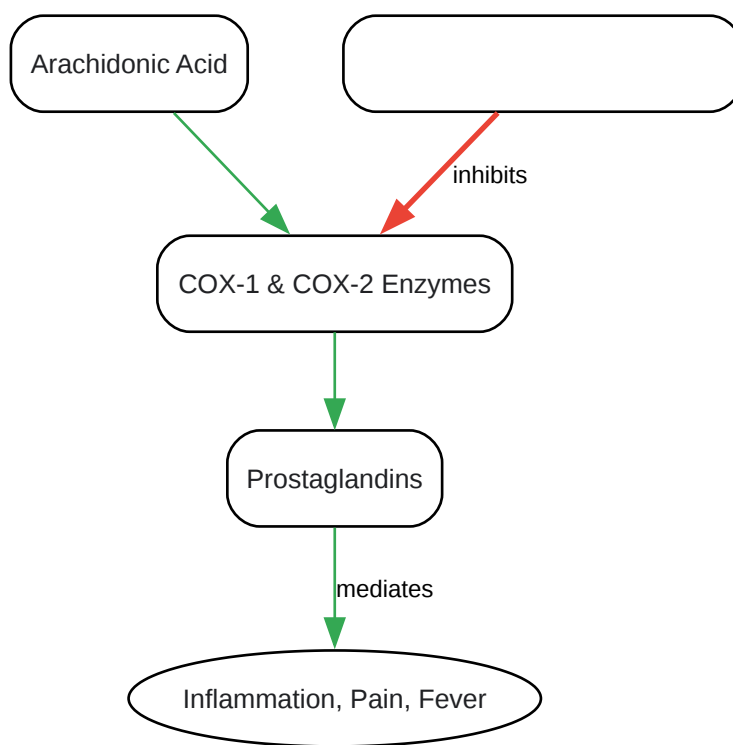 Arachidonic Acid
inhibits
COX-1 & COX-2 Enzymes
Prostaglandins
mediates
Inflammation, Pain, Fever